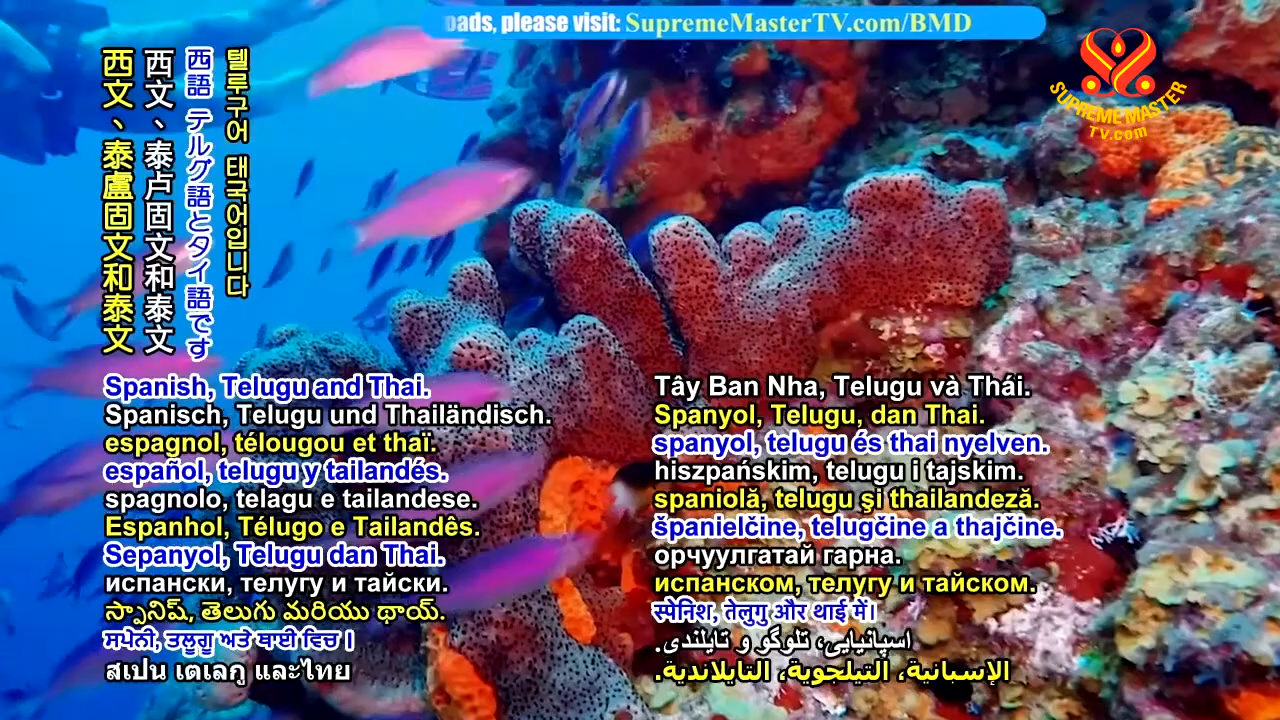 please visit: SupremeMasterTV.com/BMD
SUPREME MASTER
TV.com
텔루구어 태국어입니다
西語 テルグ語とタイ語です
西文、泰卢固文和泰文
西文、泰盧固文和泰文
Spanish, Telugu and Thai.
Spanisch, Telugu und Thailändisch.
espagnol, télougou et thaï.
español, telugu y tailandés.
spagnolo, telagu e tailandese.
Espanhol, Télugo e Tailandês.
Sepanyol, Telugu dan Thai.
испански, телугу и тайски.
స్పానిష్, తెలుగు మరియు థాయ్.
ਸਪੇਨੀ, ਤਲੂਗੂ ਅਤੇ ਥਾਈ ਵਿਚ।
สเปน เตเลกู และไทย
Tây Ban Nha, Telugu và Thái.
Spanyol, Telugu, dan Thai.
spanyol, telugu és thai nyelven.
hiszpańskim, telugu i tajskim.
spaniolă, telugu şi thailandeză.
španielčine, telugčine a thajčine.
орчуулгатай гарна.
испанском, телугу и тайском.
स्पेनिश, तेलुगु और थाई में।
اسپانیایی، تلوگو و تایلندی.
الإسبانية، التيلجوية، التايلاندية.